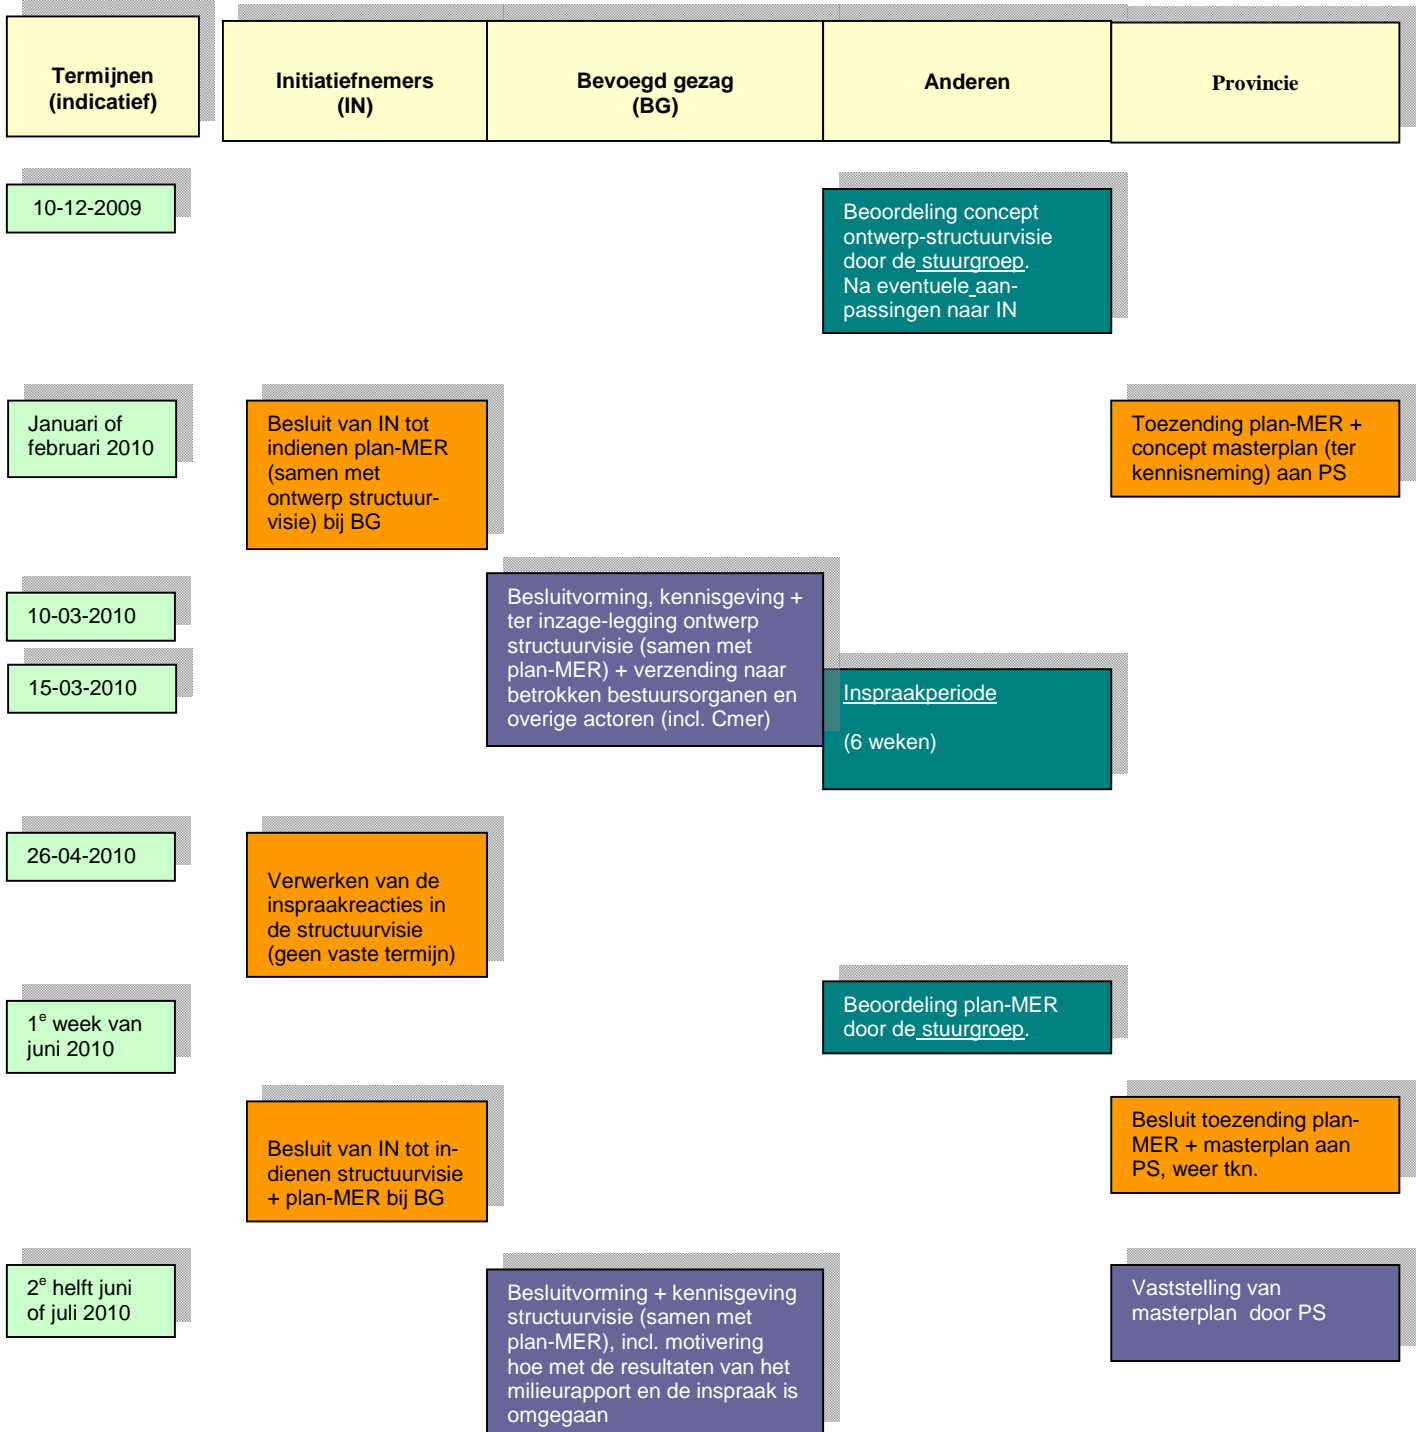 Termijnen
(indicatief)
Initiatiefnemers
(IN)
Bevoegd gezag
(BG)
Anderen
Provincie
10-12-2009
Beoordeling concept
ontwerp-structuurvisie
door de stuurgroep.
Na eventuele aan-
passingen naar IN
Januari of
februari 2010
Besluit van IN tot
indienen plan-MER
(samen met
ontwerp structuur-
visie) bij BG
Toezending plan-MER +
concept masterplan (ter
kennisneming) aan PS
10-03-2010
Besluitvorming, kennisgeving +
ter inzage-legging ontwerp
structuurvisie (samen met
plan-MER) + verzending naar
betrokken bestuursorganen en
overige actoren (incl. Cmer)
15-03-2010
Inspraakperiode
(6 weken)
26-04-2010
Verwerken van de
inspraakreacties in
de structuurvisie
(geen vaste termijn)
1e week van
juni 2010
Beoordeling plan-MER
door de stuurgroep.
Besluit van IN tot in-
dienen structuurvisie
+ plan-MER bij BG
Besluit toezending plan-
MER + masterplan aan
PS, weer tkn.
2e helft juni
of juli 2010
Besluitvorming + kennisgeving
structuurvisie (samen met
plan-MER), incl. motivering
hoe met de resultaten van het
milieurapport en de inspraak is
omgegaan
Vaststelling van
masterplan  door PS